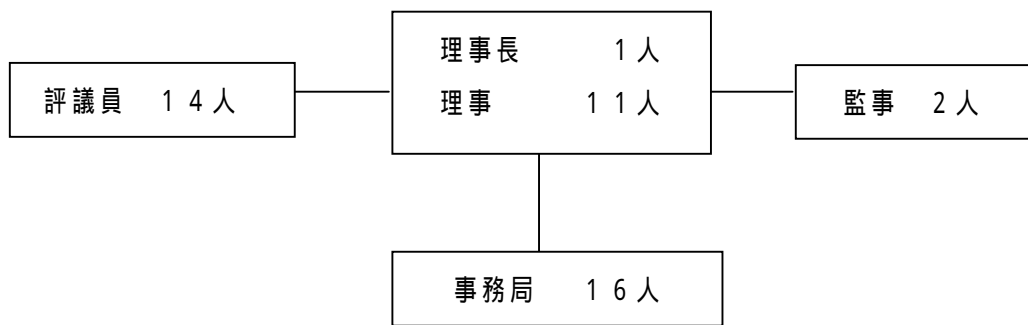 理事長 1人
理事 11人
評議員 14人
監事 2人
事務局 16人